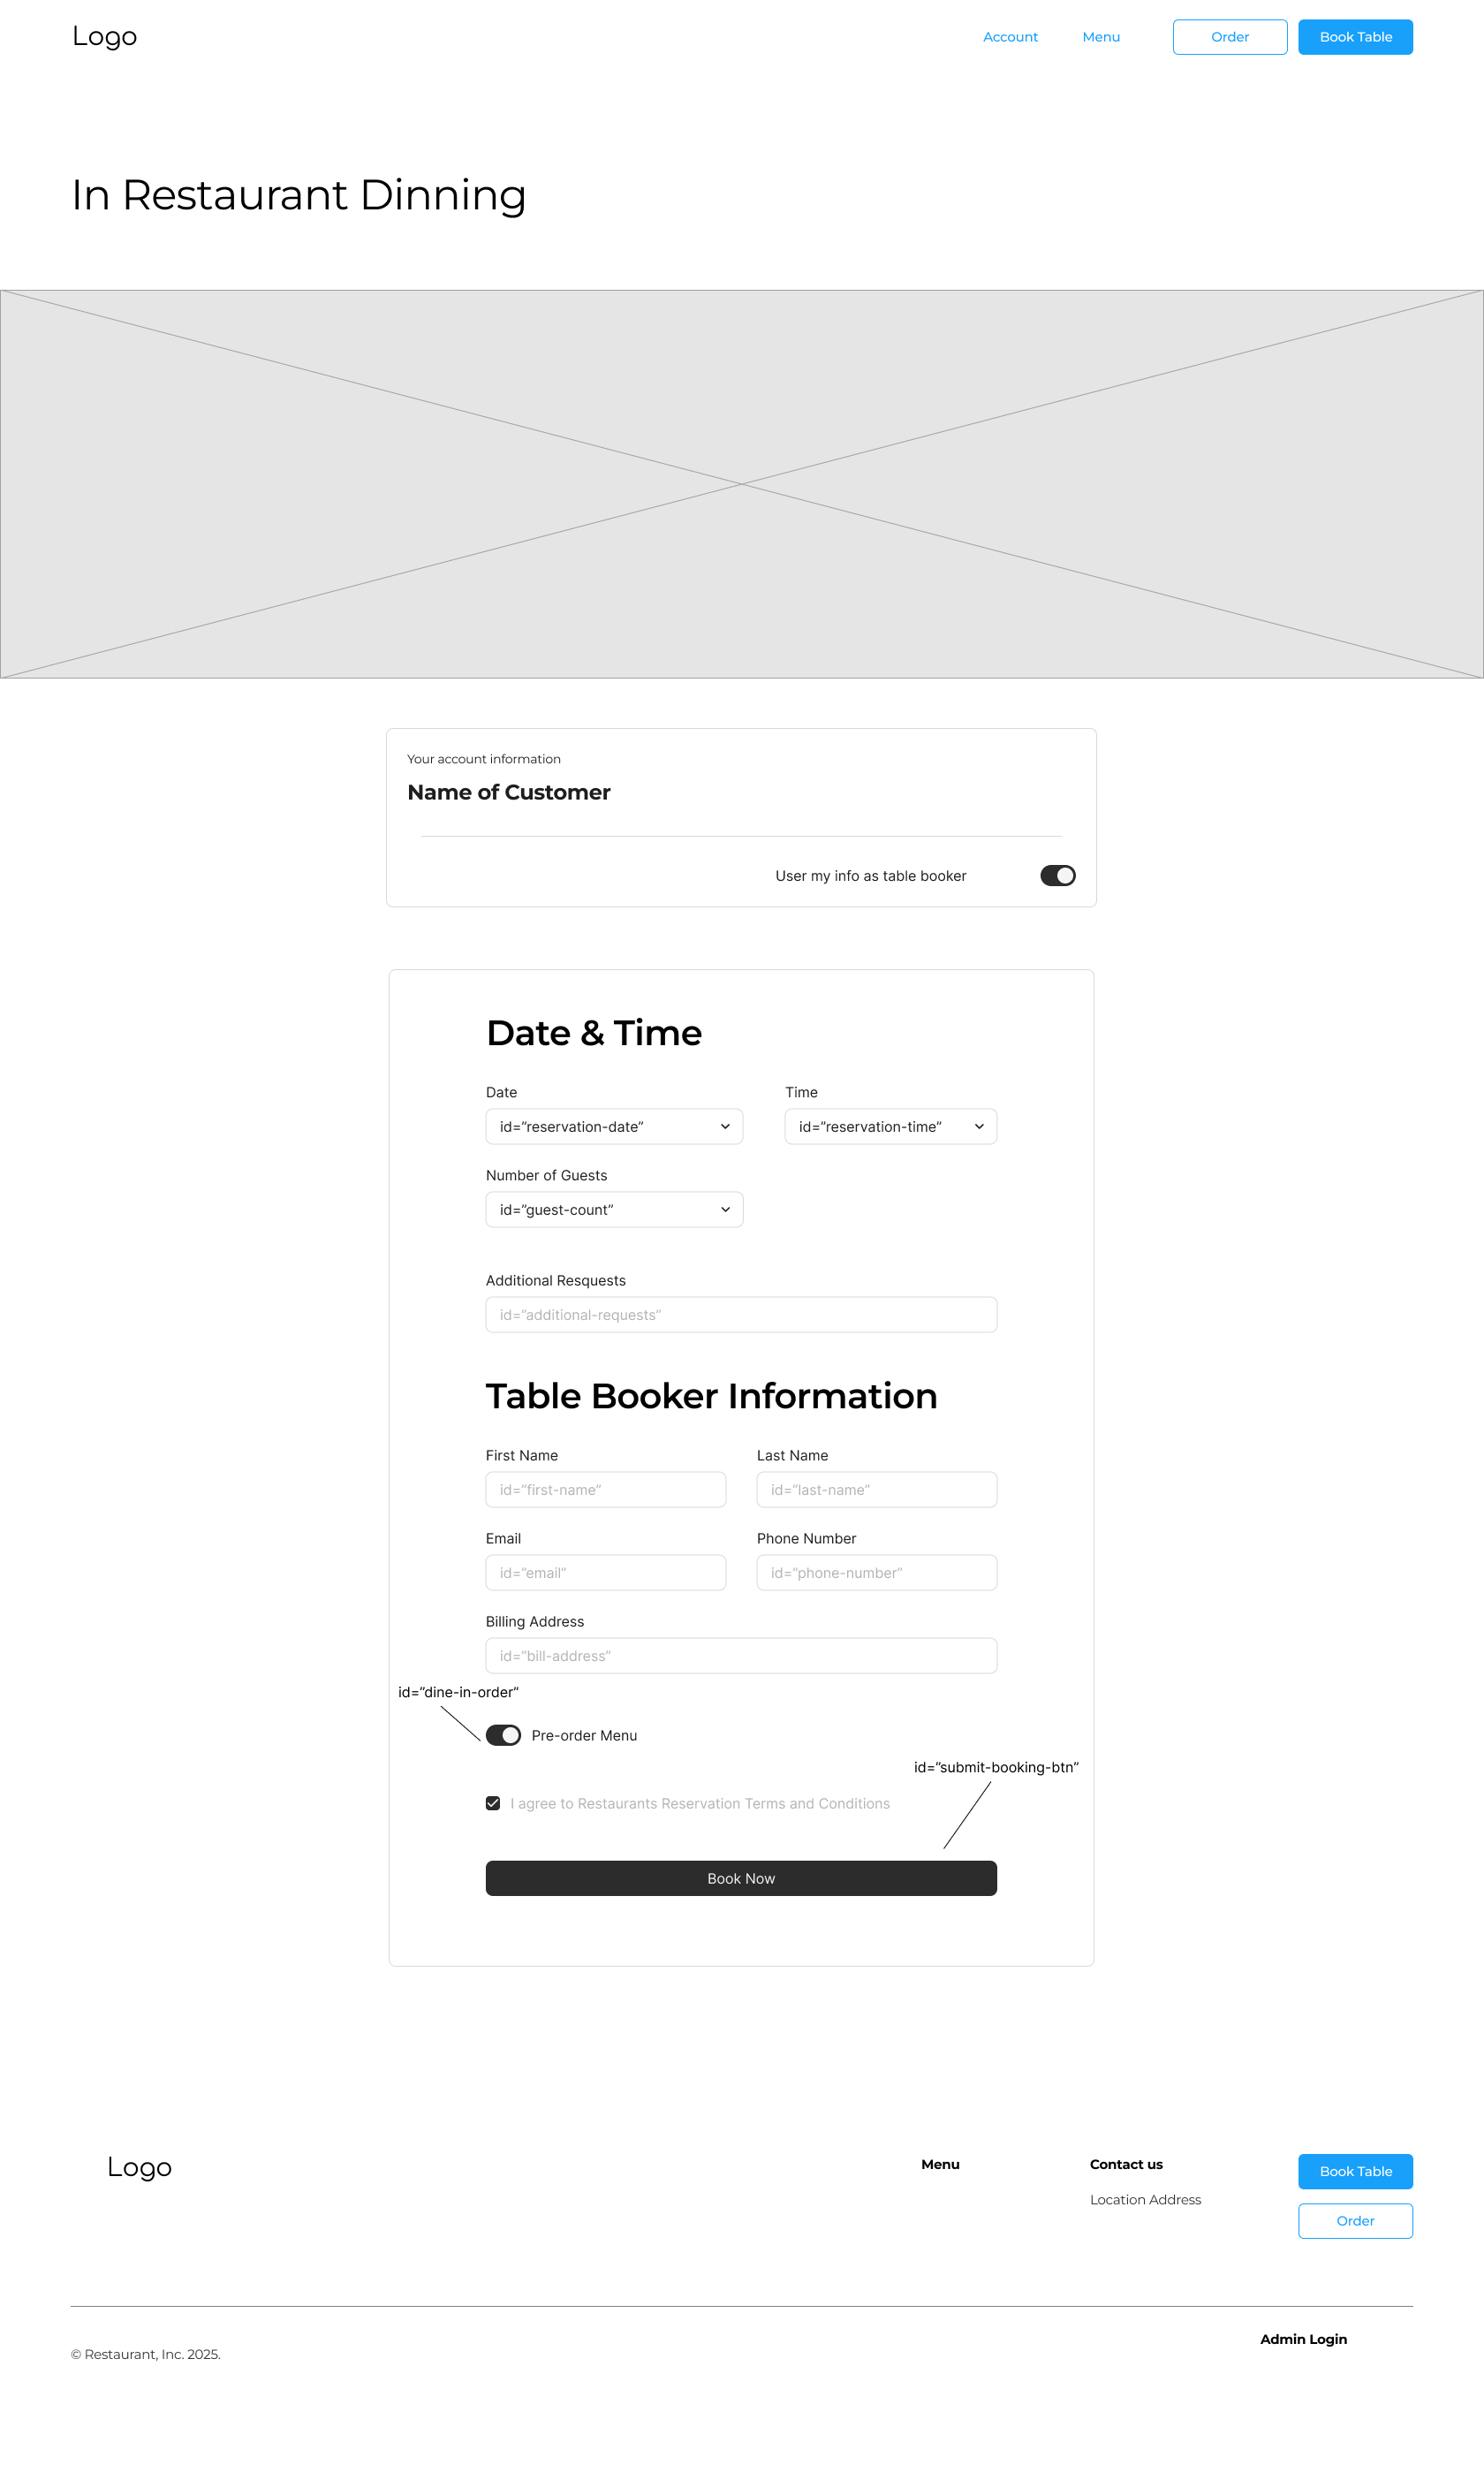 Logo
Account
Menu
Order
Book Table
In Restaurant Dinning
Your account information
Name of Customer
User my info as table booker
Date & Time
Date
Time
id=”reservation-date”
id=”reservation-time”
Number of Guests
id=”guest-count”
Additional Resquests
id=”additional-requests”
Table Booker Information
First Name
Last Name
id=”first-name”
id=”last-name”
Email
Phone Number
id=”email”
id=”phone-number”
Billing Address
id=”bill-address”
id=”dine-in-order”
Pre-order Menu
id=”submit-booking-btn”
I agree to Restaurants Reservation Terms and Conditions
Book Now
Logo
Menu
Contact us
Location Address
Book Table
Order
Admin Login
© Restaurant, Inc. 2025.